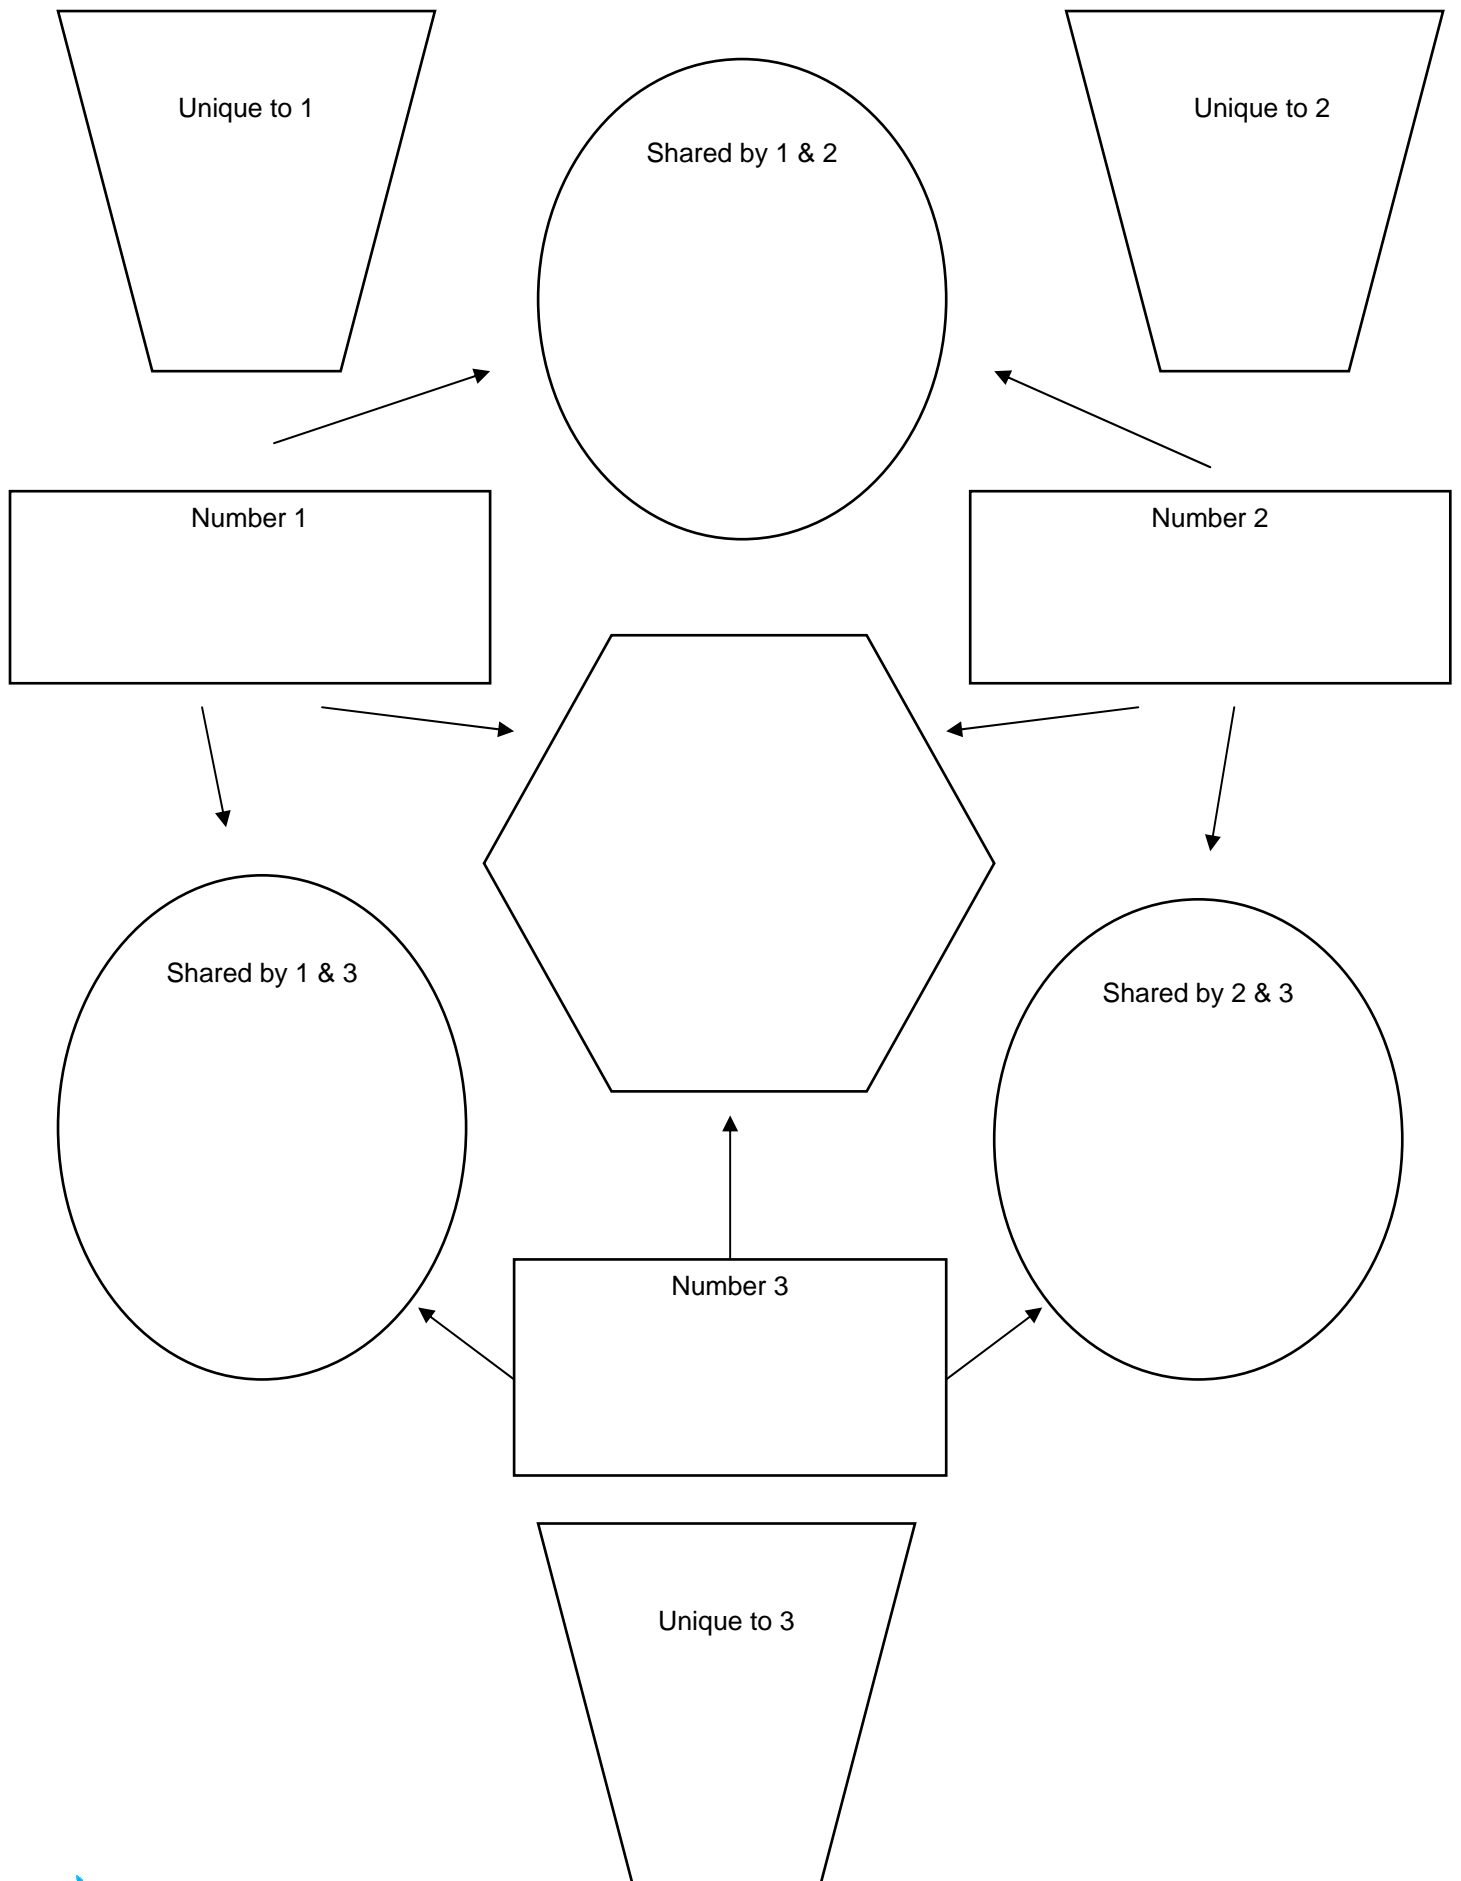 Unique to 1
Unique to 2
Shared by 1 & 2
Number 1
Number 2
Shared by 1 & 3
Shared by 2 & 3
Number 3
Unique to 3